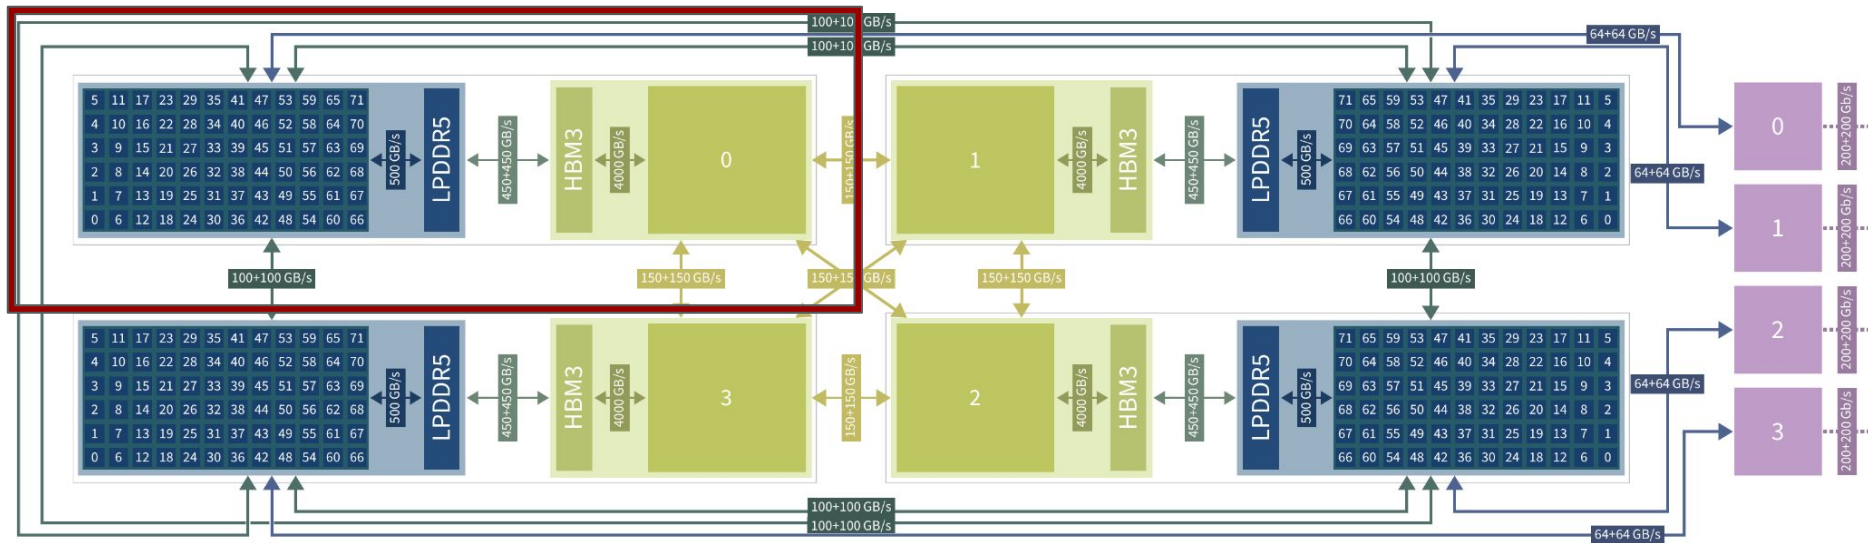 100+10 GB/s
64+64 GB/s
100+10 GB/s
5 11 17 23 29 35 41 47 53 59 65 71
4 10 16 22 28 34 40 46 52 58 64 70
3 9 15 21 27 33 39 45 51 57 63 69
2 8 14 20 26 32 38 44 50 56 62 68
1 7 13 19 25 31 37 43 49 55 61 67
0 6 12 18 24 30 36 42 48 54 60 66
500 GB/s
LPDDR5
450+450 GB/s
HBM3
4000 GB/s
0
150+150 GB/s
1
4000 GB/s
HBM3
450+450 GB/s
LPDDR5
500 GB/s
71 65 59 53 47 41 35 29 23 17 11 5
70 64 58 52 46 40 34 28 22 16 10 4
69 63 57 51 45 39 33 27 21 15 9 3
68 62 56 50 44 38 32 26 20 14 8 2
67 61 55 49 43 37 31 25 19 13 7 1
66 60 54 48 42 36 30 24 18 12 6 0
64+64 GB/s
0
200+200 Gb/s
1
200+200 Gb/s
100+100 GB/s
150+150 GB/s
150+15 GB/s
150+150 GB/s
100+100 GB/s
5 11 17 23 29 35 41 47 53 59 65 71
4 10 16 22 28 34 40 46 52 58 64 70
3 9 15 21 27 33 39 45 51 57 63 69
2 8 14 20 26 32 38 44 50 56 62 68
1 7 13 19 25 31 37 43 49 55 61 67
0 6 12 18 24 30 36 42 48 54 60 66
500 GB/s
LPDDR5
450+450 GB/s
HBM3
4000 GB/s
3
150+150 GB/s
2
4000 GB/s
HBM3
450+450 GB/s
LPDDR5
500 GB/s
71 65 59 53 47 41 35 29 23 17 11 5
70 64 58 52 46 40 34 28 22 16 10 4
69 63 57 51 45 39 33 27 21 15 9 3
68 62 56 50 44 38 32 26 20 14 8 2
67 61 55 49 43 37 31 25 19 13 7 1
66 60 54 48 42 36 30 24 18 12 6 0
64+64 GB/s
2
200+200 Gb/s
3
200+200 Gb/s
100+100 GB/s
100+100 GB/s
64+64 GB/s